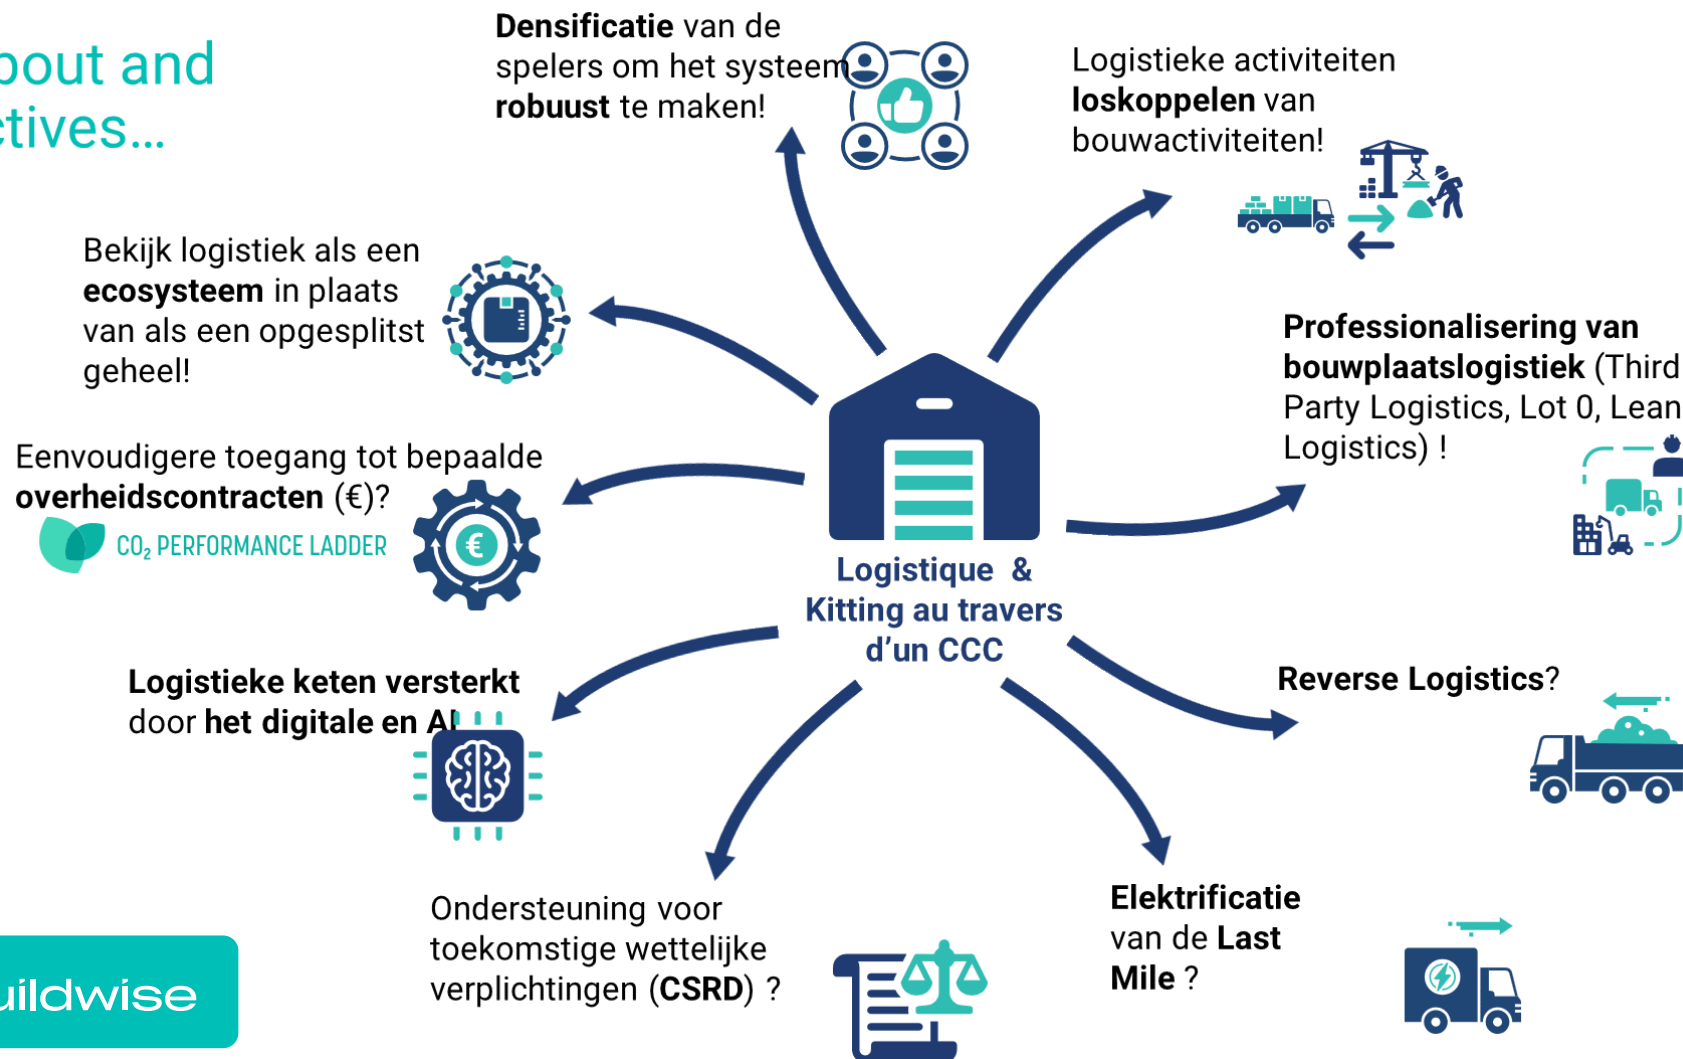 bout and
ctives...
Densificatie van de
spelers om het systeem
robuust te maken!
Logistieke activiteiten
loskoppelen van
bouwactiviteiten!
Bekijk logistiek als een
ecosysteem in plaats
van als een opgesplitst
geheel!
Professionalisering van
bouwplaatslogistiek (Third
Party Logistics, Lot 0, Lean
Logistics) !
Eenvoudigere toegang tot bepaalde
overheidscontracten (€)?
CO₂ PERFORMANCE LADDER
€
Logistique & 
Kitting au travers
d’un CCC
Logistieke keten versterkt
door het digitale en AI
Reverse Logistics?
Ondersteuning voor
toekomstige wettelijke
verplichtingen (CSRD) ?
Elektrificatie
van de Last
Mile ?
uildwise